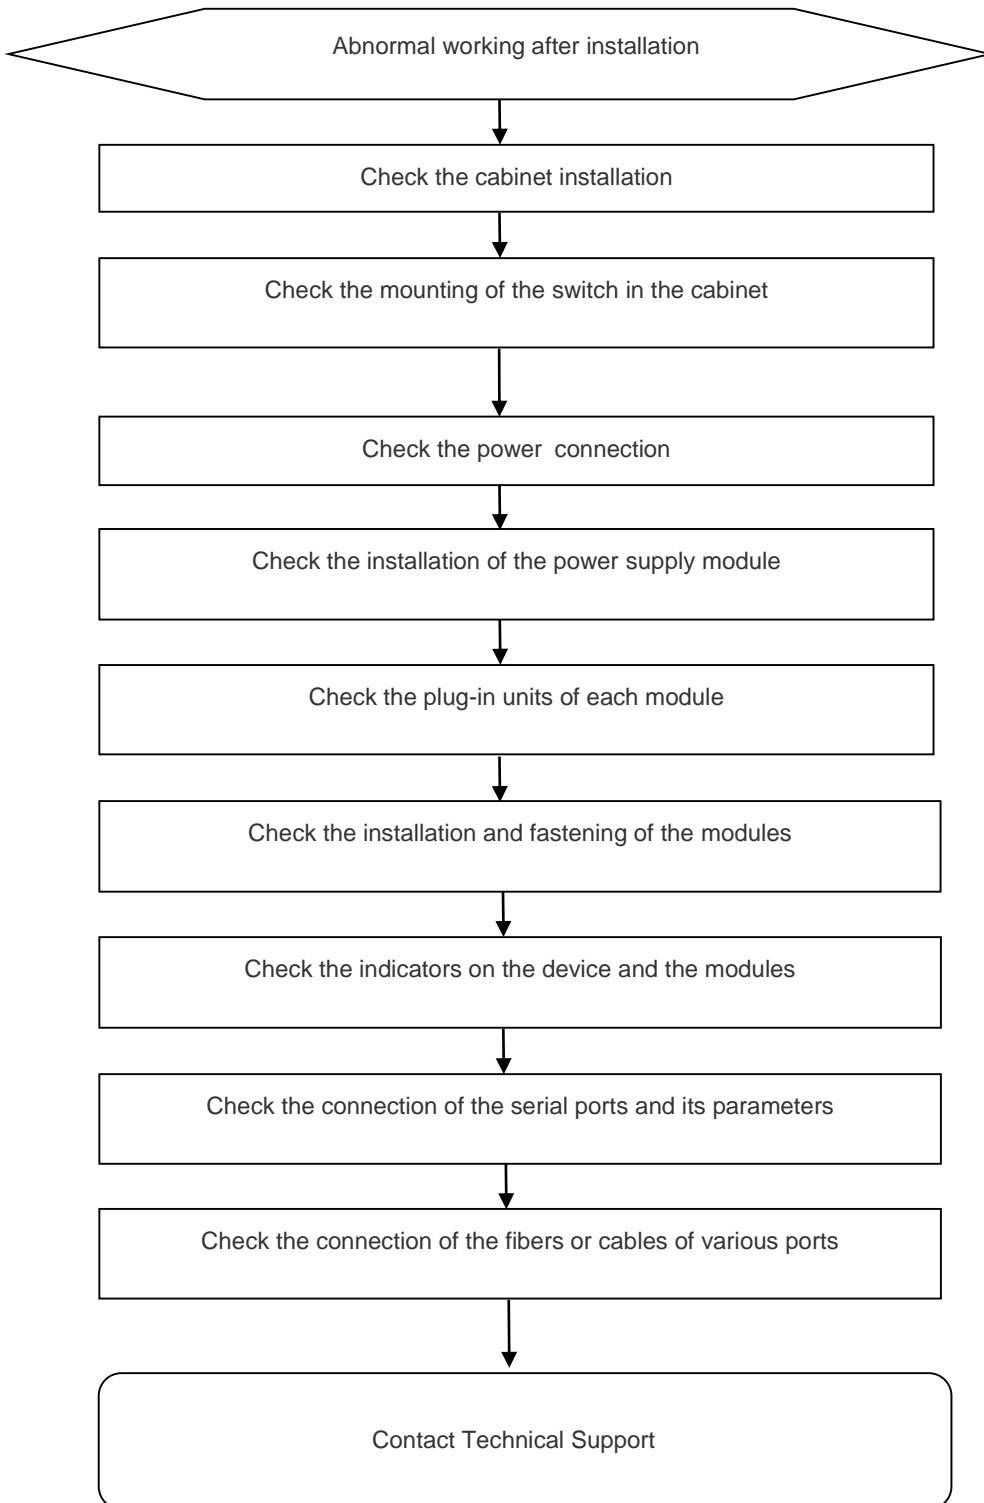 Abnormal working after installation
Check the cabinet installation
Check the mounting of the switch in the cabinet
Check the power  connection
Check the installation of the power supply module
Check the plug-in units of each module
Check the installation and fastening of the modules
Check the indicators on the device and the modules
Check the connection of the serial ports and its parameters
Check the connection of the fibers or cables of various ports
Contact Technical Support